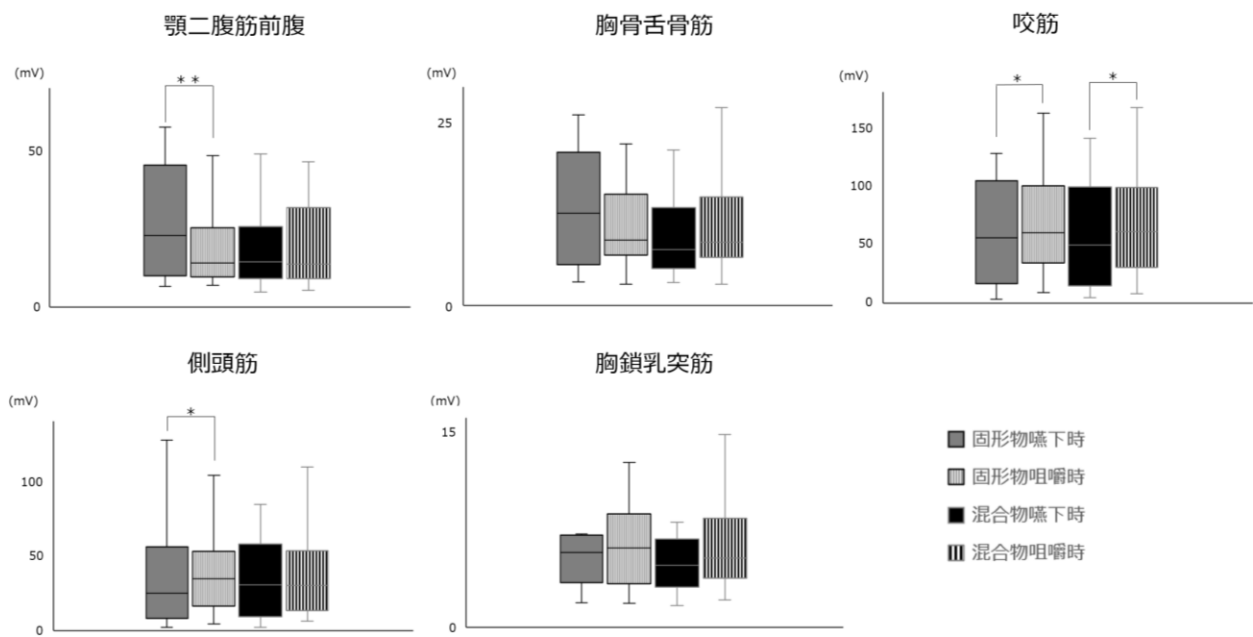 顎二腹筋前腹
(mV)
**
50
0
胸骨舌骨筋
(mV)
25
0
咬筋
(mV)
*
*
150
100
50
0
側頭筋
(mV)
*
100
50
0
胸鎖乳突筋
(mV)
15
0
固形物嚥下時
固形物咀嚼時
混合物嚥下時
混合物咀嚼時